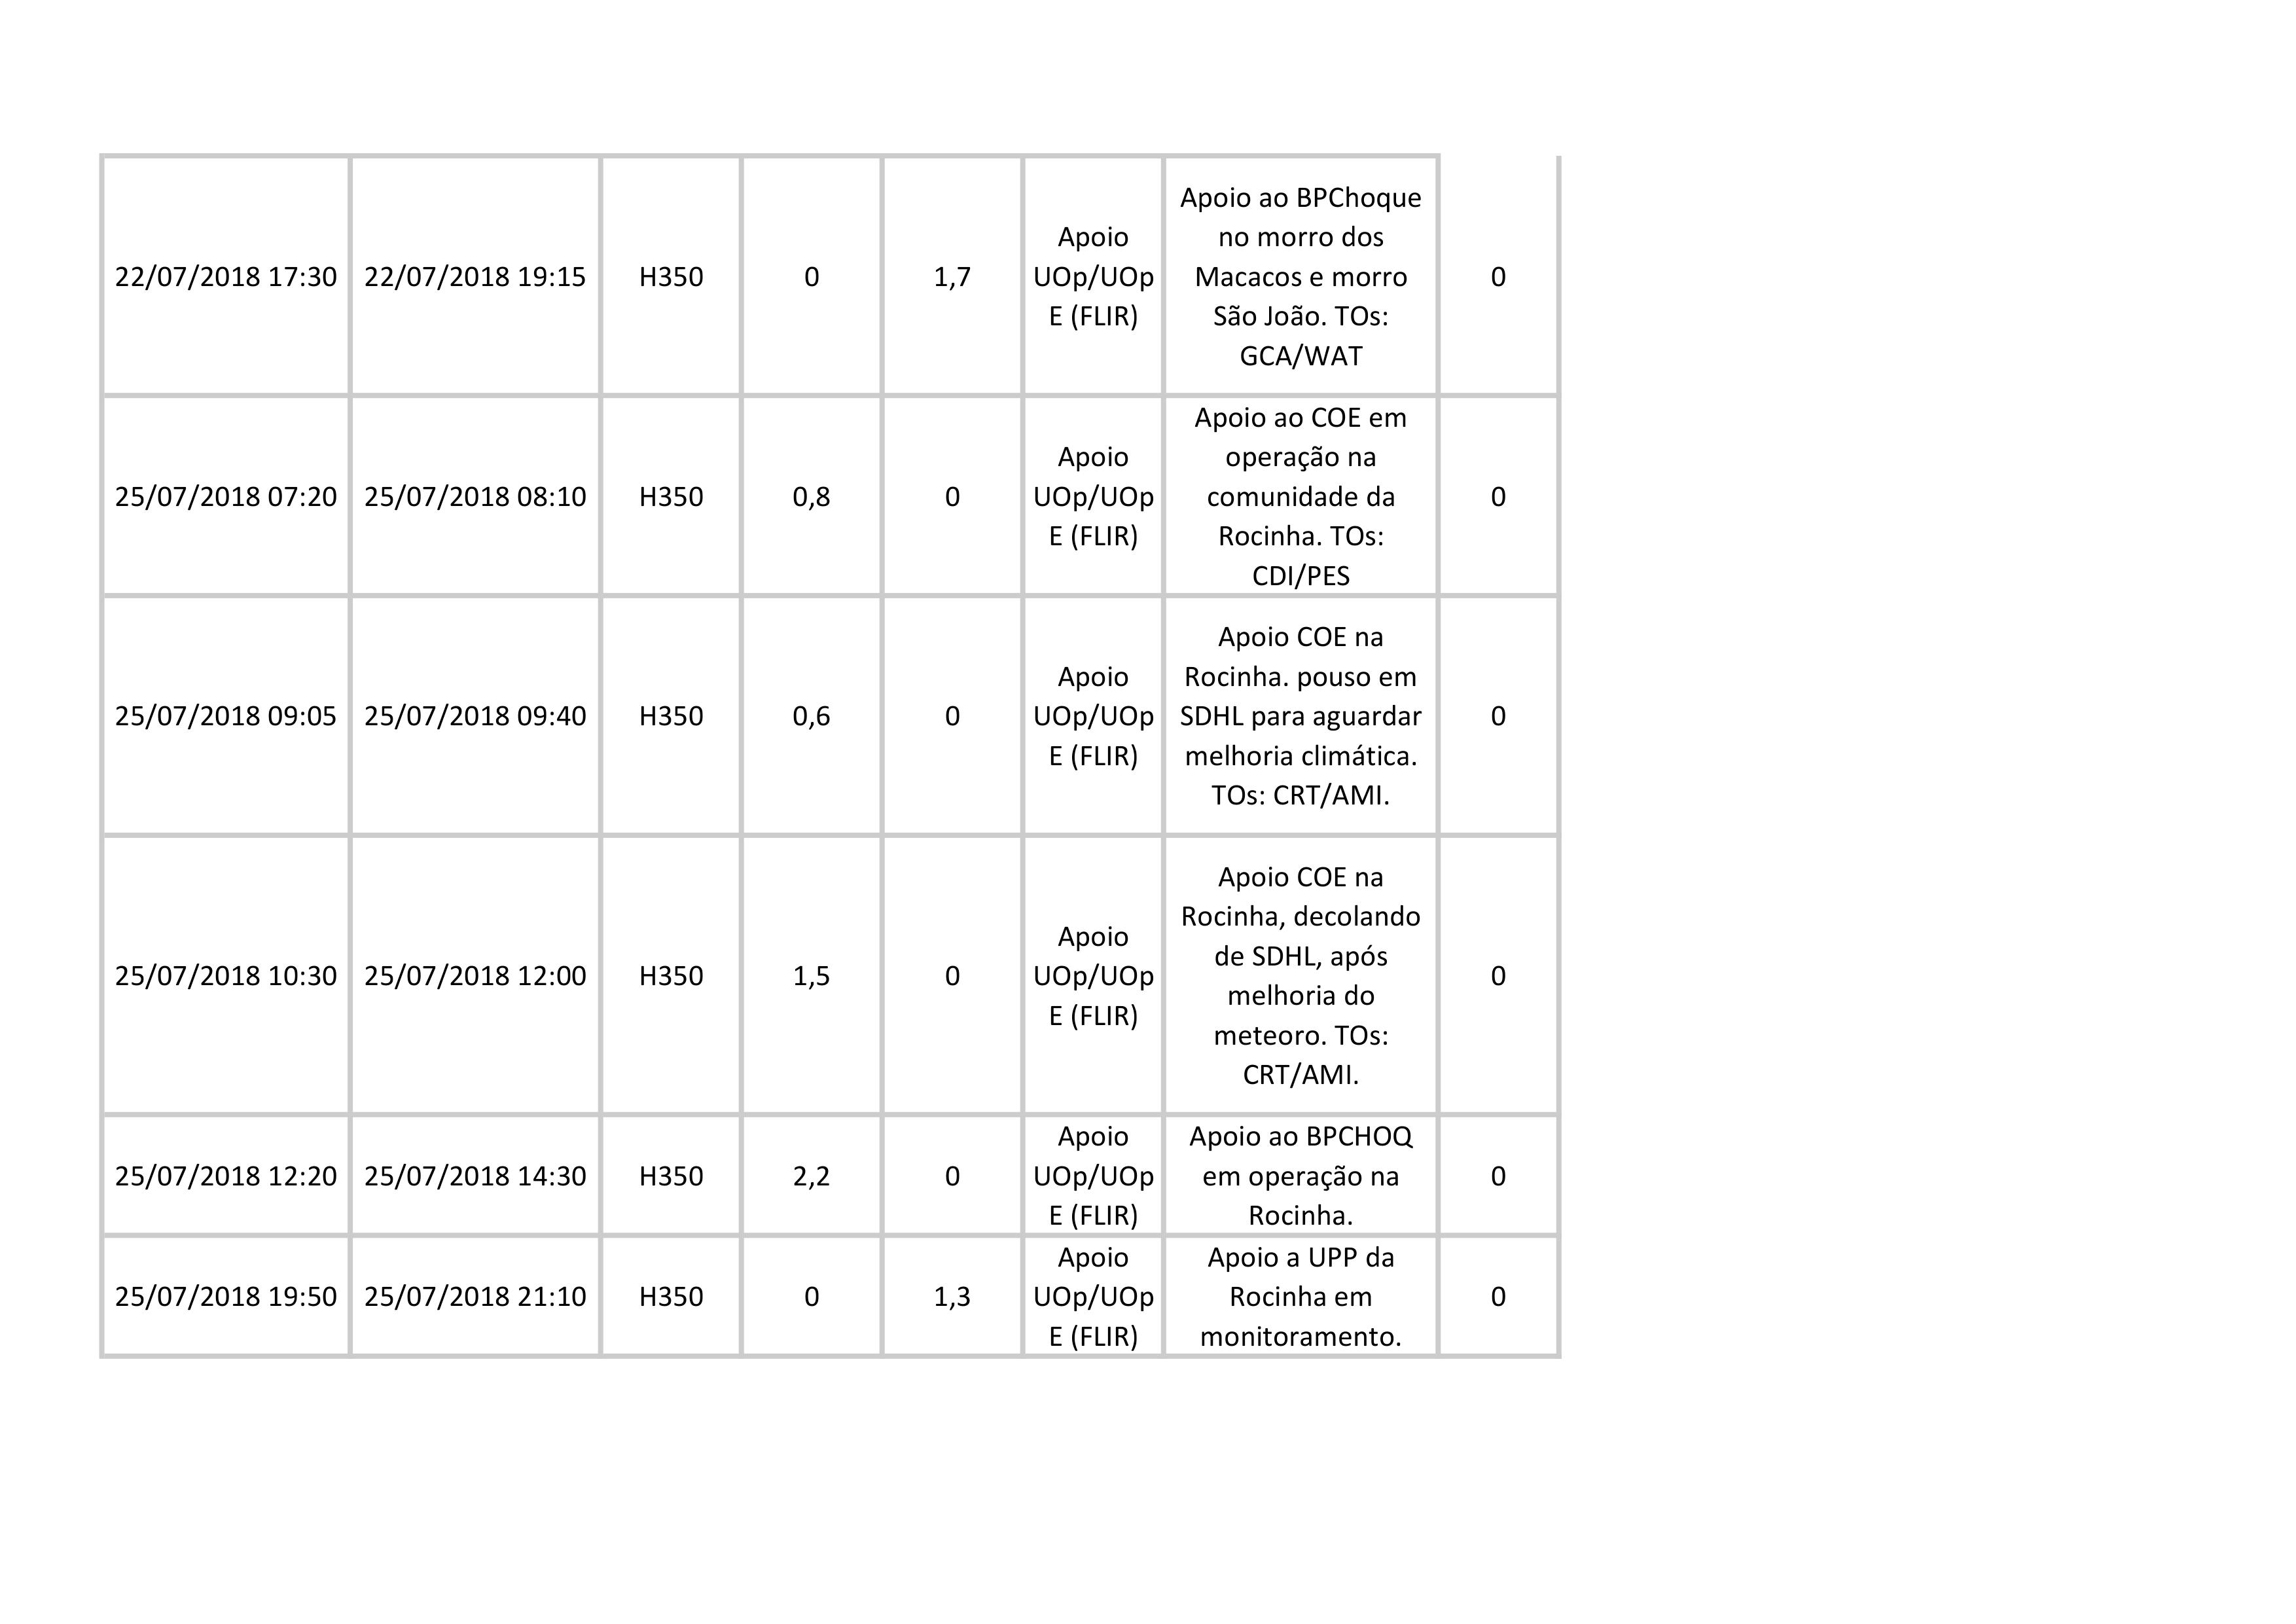 22/07/2018 17:30
22/07/2018 19:15
H350
0
1,7
Apoio
UOp/UOp
E (FLIR)
Apoio ao BPChoque
no morro dos
Macacos e morro
São João. TOs:
GCA/WAT
0
25/07/2018 07:20
25/07/2018 08:10
H350
0,8
0
Apoio
UOp/UOp
E (FLIR)
Apoio ao COE em
operação na
comunidade da
Rocinha. TOs:
CDI/PES
0
25/07/2018 09:05
25/07/2018 09:40
H350
0,6
0
Apoio
UOp/UOp
E (FLIR)
Apoio COE na
Rocinha. pouso em
SDHL para aguardar
melhoria climática.
TOs: CRT/AMI.
0
25/07/2018 10:30
25/07/2018 12:00
H350
1,5
0
Apoio
UOp/UOp
E (FLIR)
Apoio COE na
Rocinha, decolando
de SDHL, após
melhoria do
meteoro. TOs:
CRT/AMI.
0
25/07/2018 12:20
25/07/2018 14:30
H350
2,2
0
Apoio
UOp/UOp
E (FLIR)
Apoio ao BPCHOQ
em operação na
Rocinha.
0
25/07/2018 19:50
25/07/2018 21:10
H350
0
1,3
Apoio
UOp/UOp
E (FLIR)
Apoio a UPP da
Rocinha em
monitoramento.
0